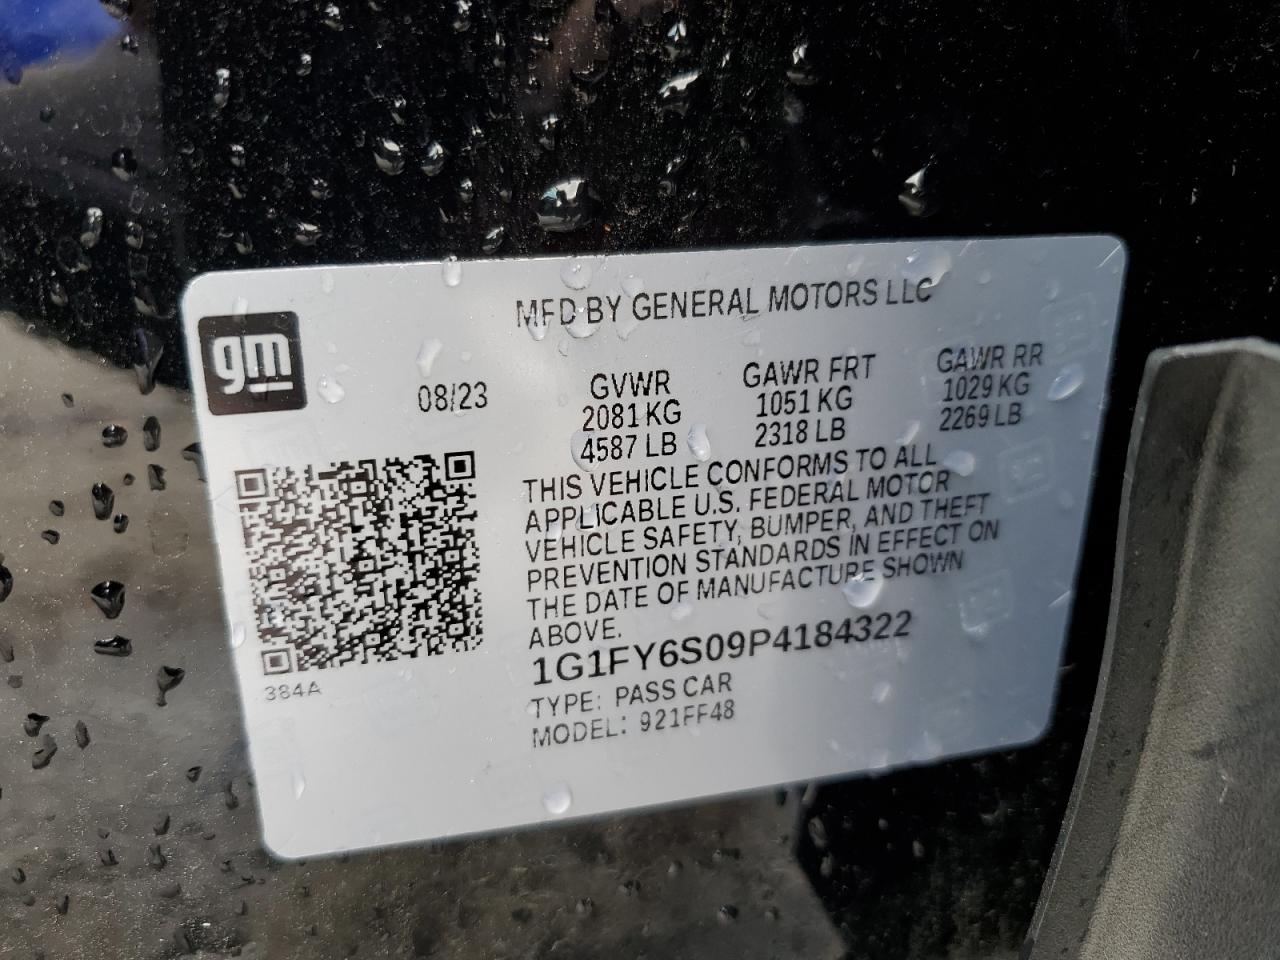 MFD BY GENERAL MOTORS LLC
gm
08/23
GVWR
2081 KG
4587 LB
GAWR FRT
1051 KG
2318 LB
GAWR RR
1029 KG
2269 LB
THIS VEHICLE CONFORMS TO ALL
APPLICABLE U.S. FEDERAL MOTOR
VEHICLE SAFETY, BUMPER, AND THEFT
PREVENTION STANDARDS IN EFFECT ON
THE DATE OF MANUFACTURE SHOWN
ABOVE.
1G1FY6S09P4184322
TYPE: PASS CAR
MODEL: 921FF48
384A